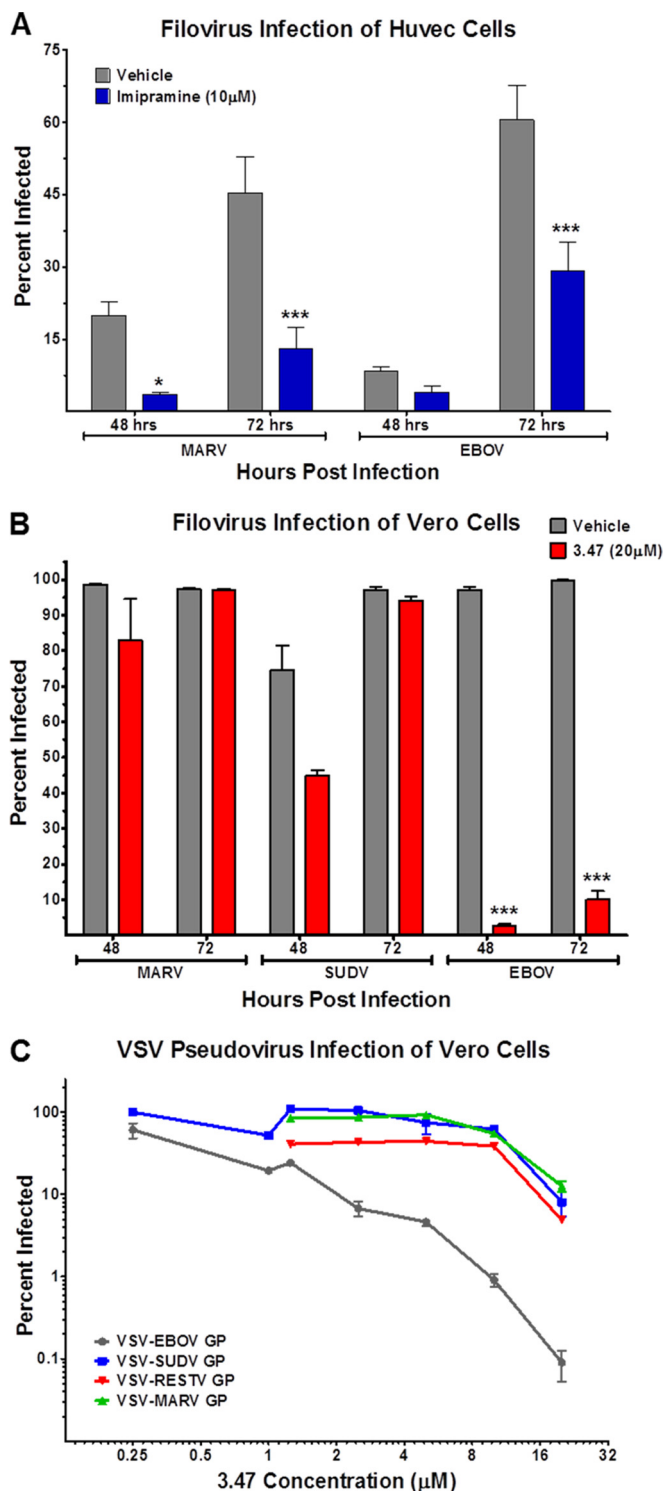 A
Filovirus Infection of Huvec Cells
75
Vehicle
Imipramine (10µM)
60
45
30
15
Percent Infected
*
***
***
48 hrs 72 hrs 48 hrs 72 hrs
MARV EBOV
Hours Post Infection
B
Filovirus Infection of Vero Cells
Vehicle
3.47 (20µM)
100
90
80
70
60
50
40
30
20
10
Percent Infected
***
***
48 72 48 72 48 72
MARV SUDV EBOV
Hours Post Infection
C
VSV Pseudovirus Infection of Vero Cells
100
10
1
0.1
Percent Infected
VSV-EBOV GP
VSV-SUDV GP
VSV-RESTV GP
VSV-MARV GP
0.25 0.5 1 2 4 8 16 32
3.47 Concentration (µM)